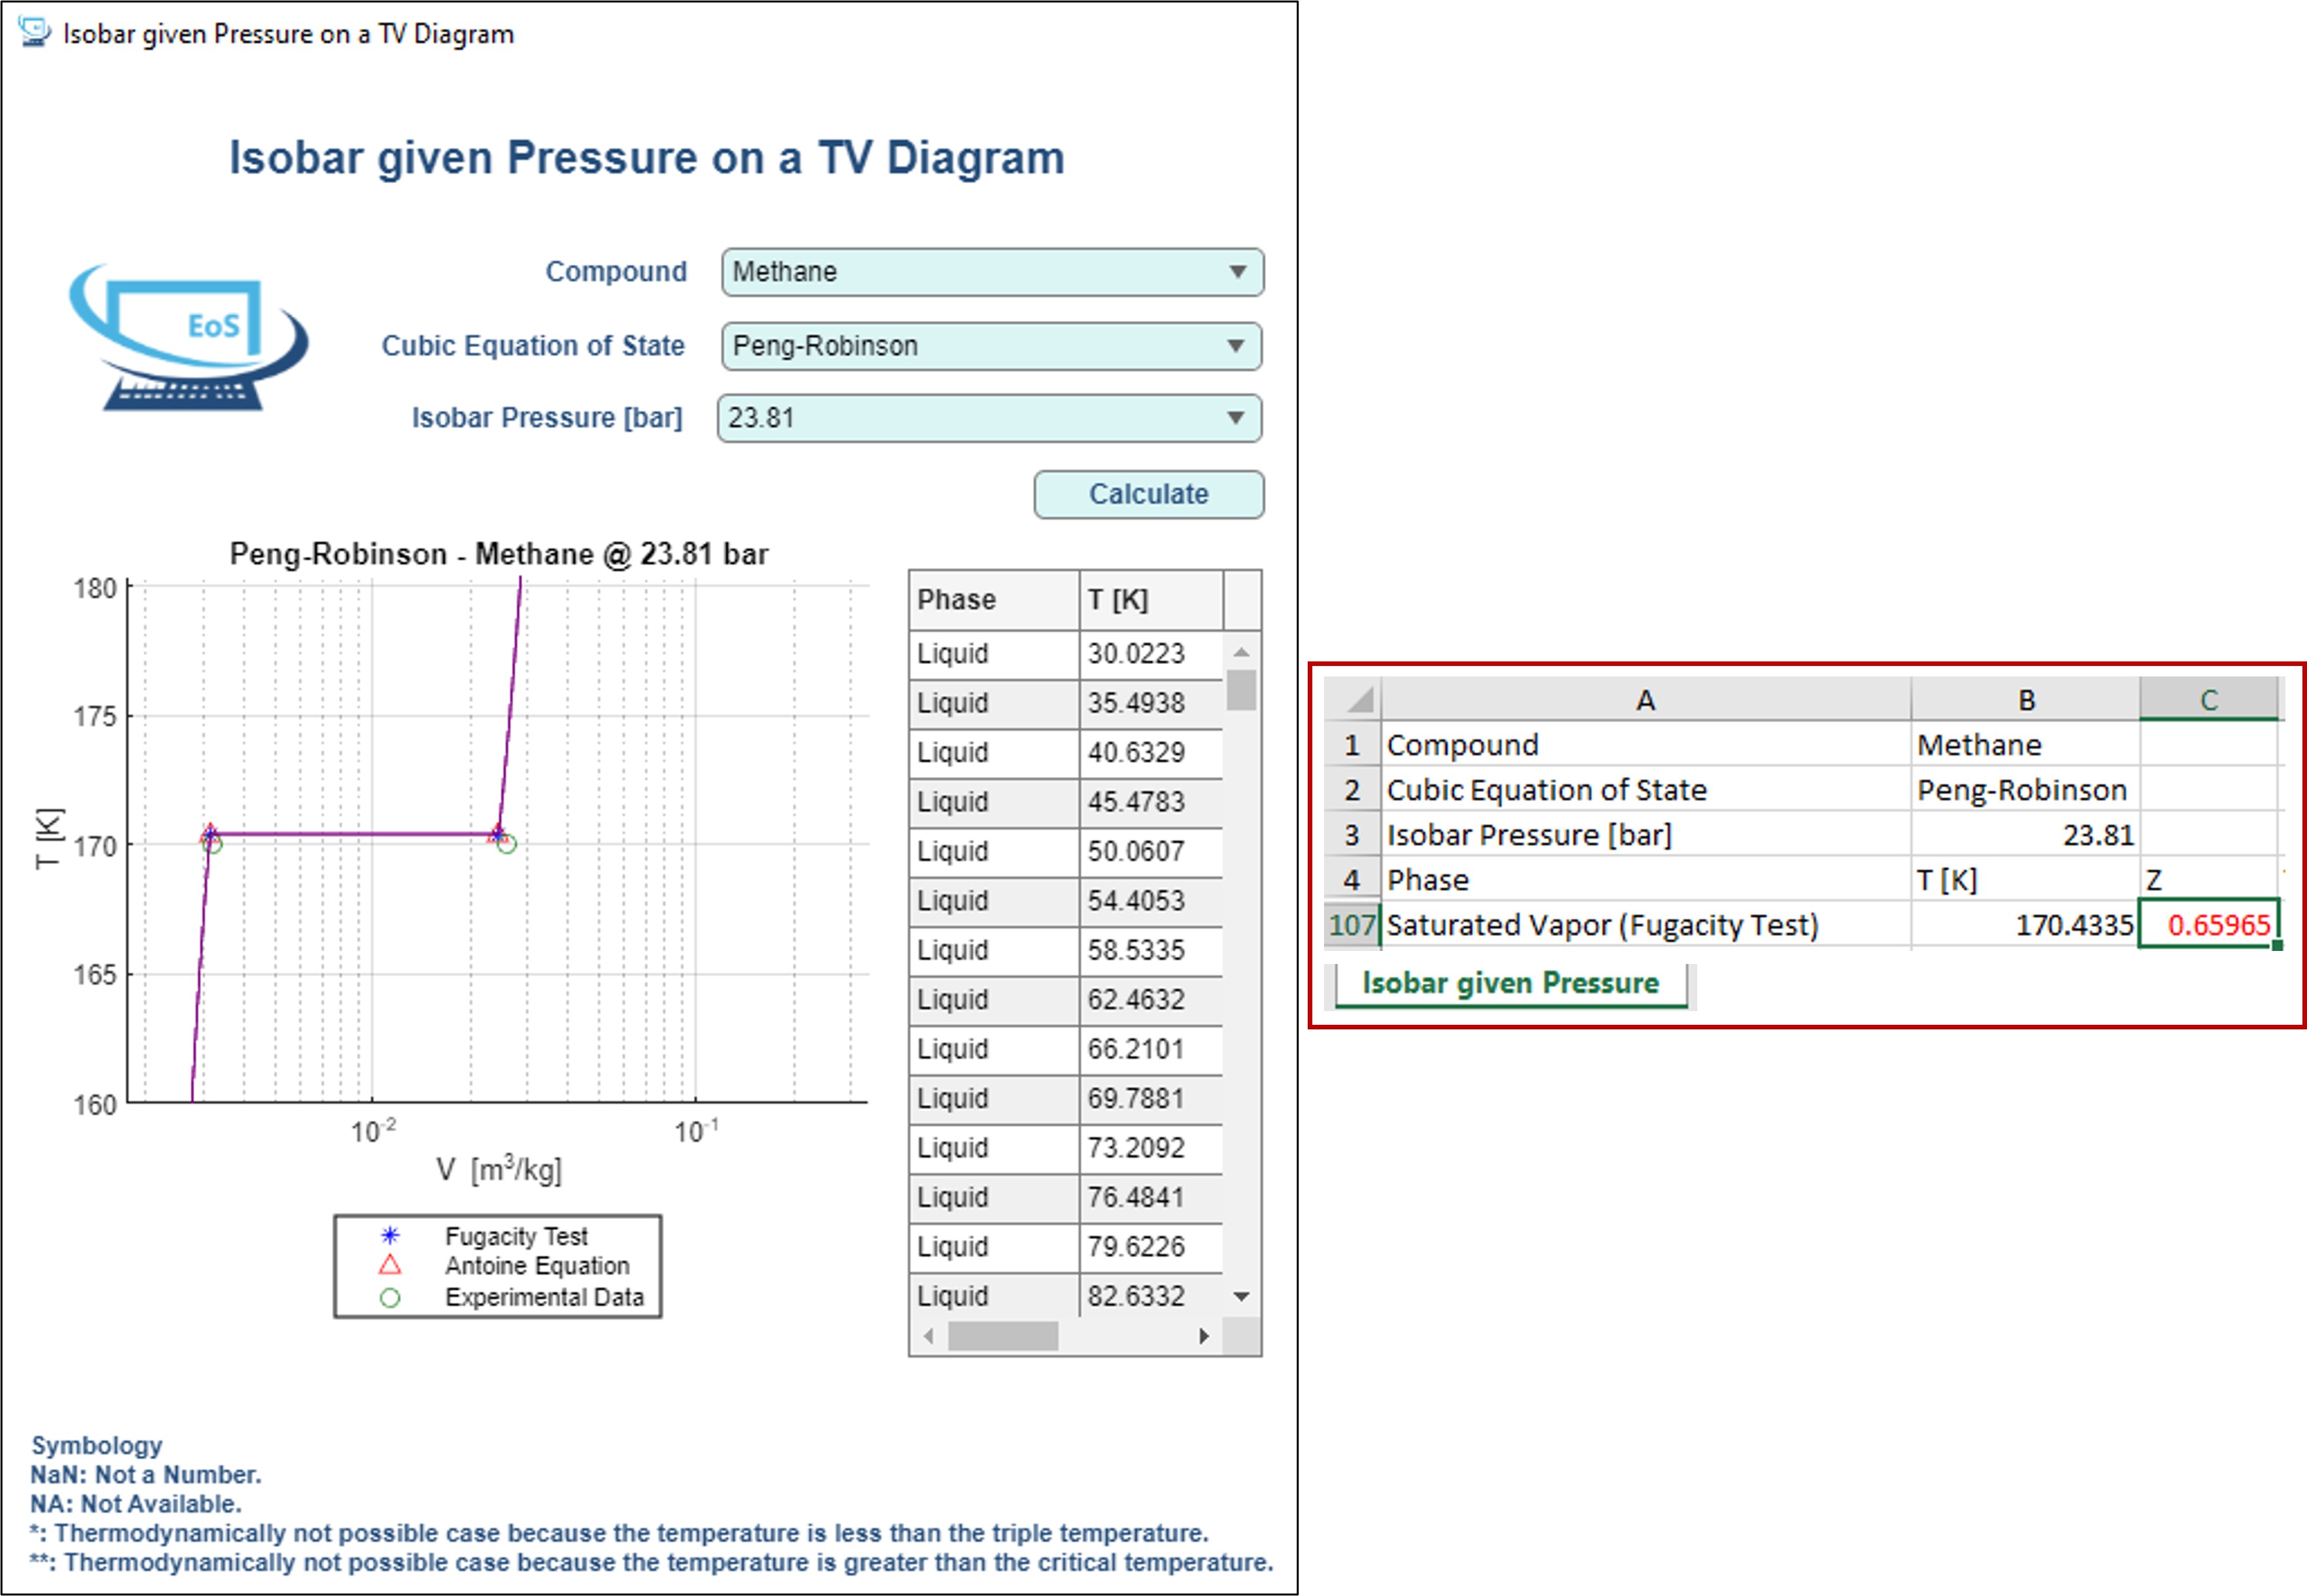 Isobar given Pressure on a TV Diagram
Isobar given Pressure on a TV Diagram
EoS
Compound
Methane
Cubic Equation of State
Peng-Robinson
Isobar Pressure [bar]
23.81
Calculate
Peng-Robinson - Methane @ 23.81 bar
180
175
170
165
160
T [K]
10⁻²
10⁻¹
V [m³/kg]
Fugacity Test
Antoine Equation
Experimental Data
Phase T [K]
Liquid 30.0223
Liquid 35.4938
Liquid 40.6329
Liquid 45.4783
Liquid 50.0607
Liquid 54.4053
Liquid 58.5335
Liquid 62.4632
Liquid 66.2101
Liquid 69.7881
Liquid 73.2092
Liquid 76.4841
Liquid 79.6226
Liquid 82.6332
Symbology
NaN: Not a Number.
NA: Not Available.
*: Thermodynamically not possible case because the temperature is less than the triple temperature.
**: Thermodynamically not possible case because the temperature is greater than the critical temperature.
A B C
1 Compound Methane
2 Cubic Equation of State Peng-Robinson
3 Isobar Pressure [bar] 23.81
4 Phase T [K] Z
107 Saturated Vapor (Fugacity Test) 170.4335 0.65965
Isobar given Pressure